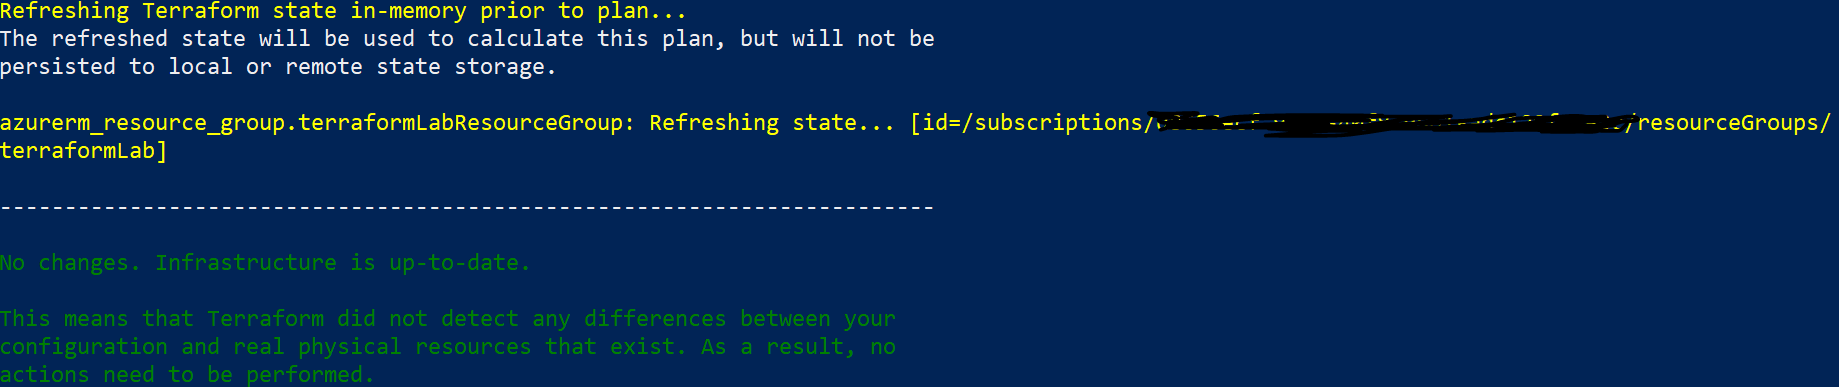 Refreshing Terraform state in-memory prior to plan...
The refreshed state will be used to calculate this plan, but will not be
persisted to local or remote state storage.
azurerm_resource_group.terraformLabResourceGroup: Refreshing state... [id=/subscriptions/ /resourceGroups/
terraformLab]
------------------------------------------------------------------------
No changes. Infrastructure is up-to-date.
This means that Terraform did not detect any differences between your
configuration and real physical resources that exist. As a result, no
actions need to be performed.